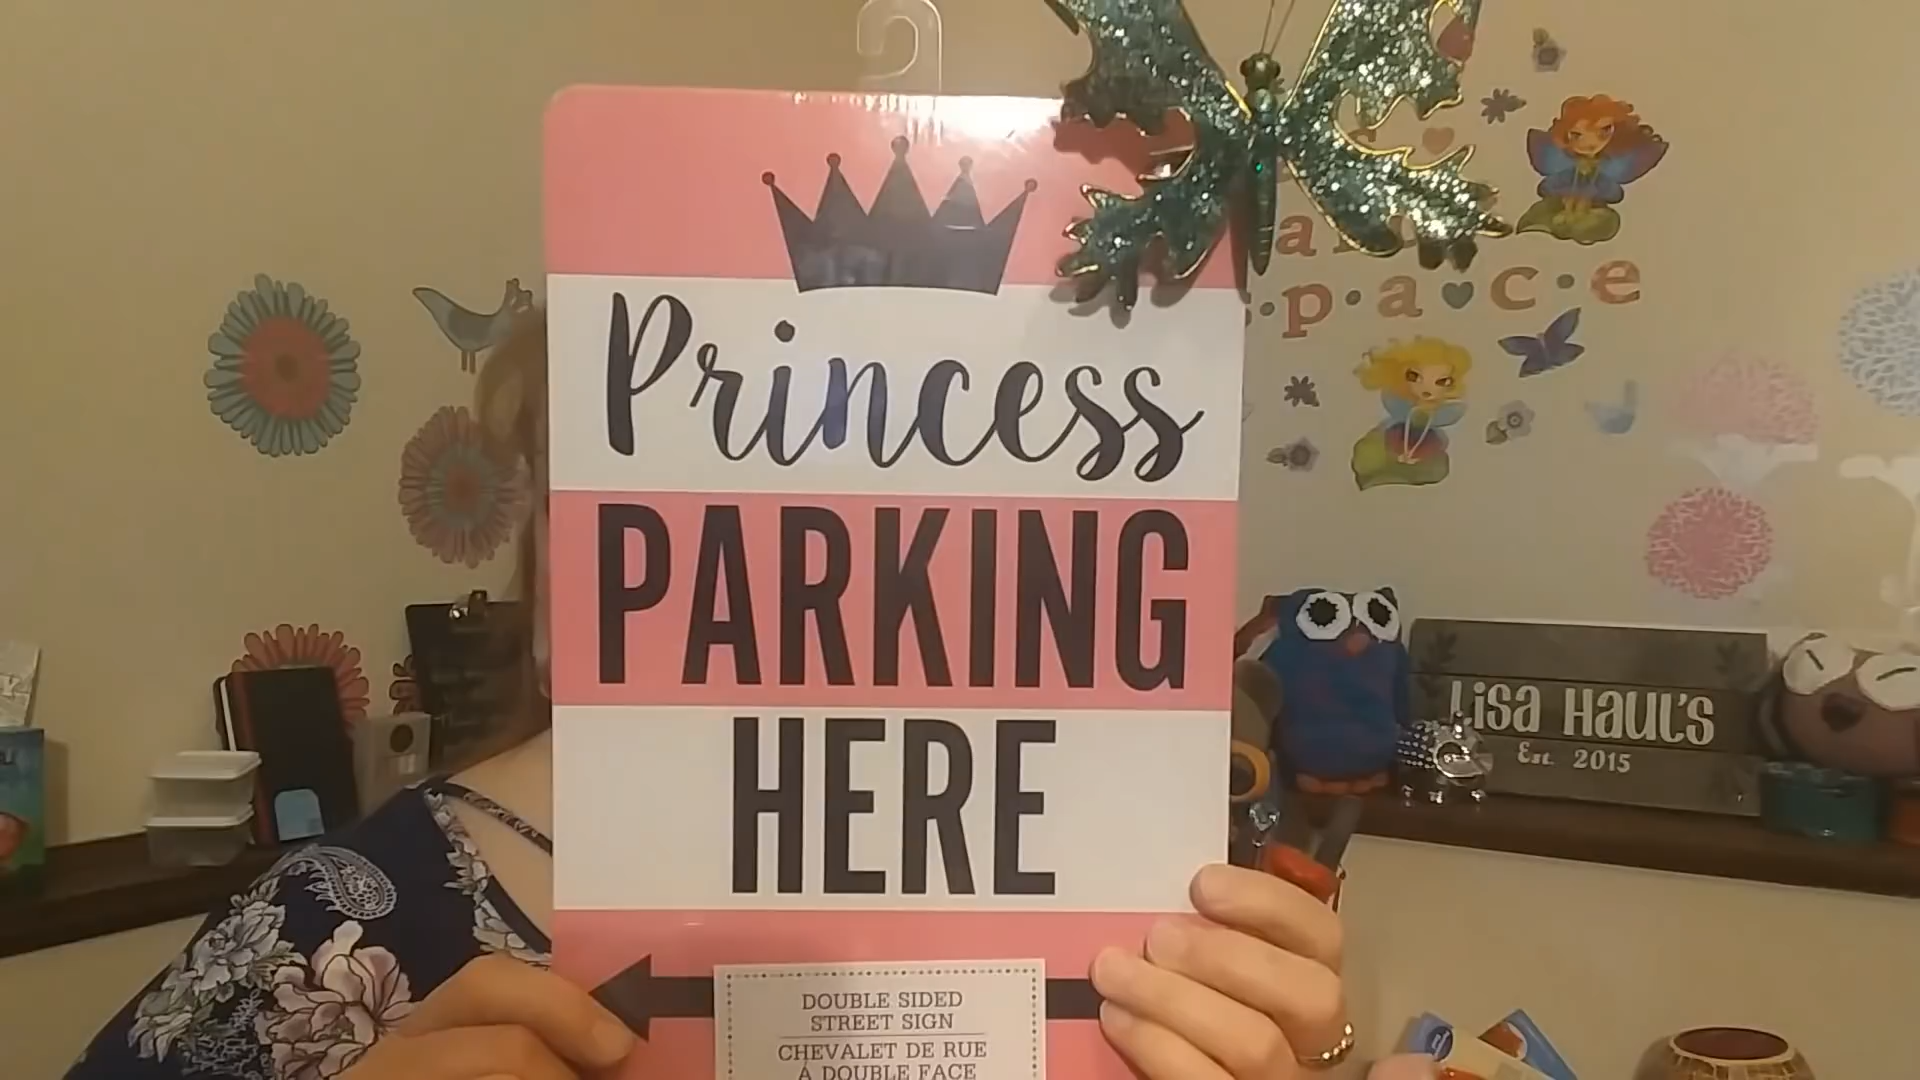 Princess
PARKING
HERE
DOUBLE SIDED
STREET SIGN
CHEVALET DE RUE
À DOUBLE FACE
s·p·a·c·e
LiSA HAUL'S
EST. 2015